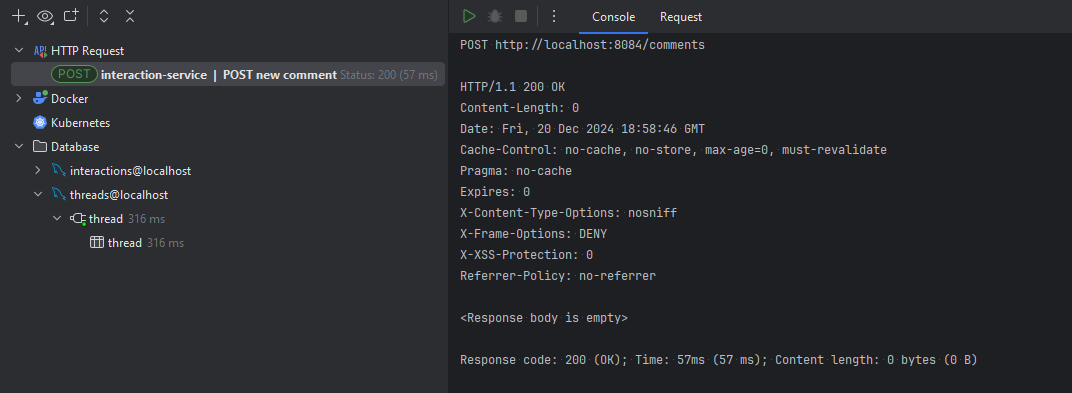 Console Request
HTTP Request
POST interaction-service | POST new comment Status: 200 (57 ms)
Docker
Kubernetes
Database
interactions@localhost
threads@localhost
thread 316 ms
thread 316 ms
POST http://localhost:8084/comments
HTTP/1.1 200 OK
Content-Length: 0
Date: Fri, 20 Dec 2024 18:58:46 GMT
Cache-Control: no-cache, no-store, max-age=0, must-revalidate
Pragma: no-cache
Expires: 0
X-Content-Type-Options: nosniff
X-Frame-Options: DENY
X-XSS-Protection: 0
Referrer-Policy: no-referrer
<Response body is empty>
Response code: 200 (OK); Time: 57ms (57 ms); Content length: 0 bytes (0 B)